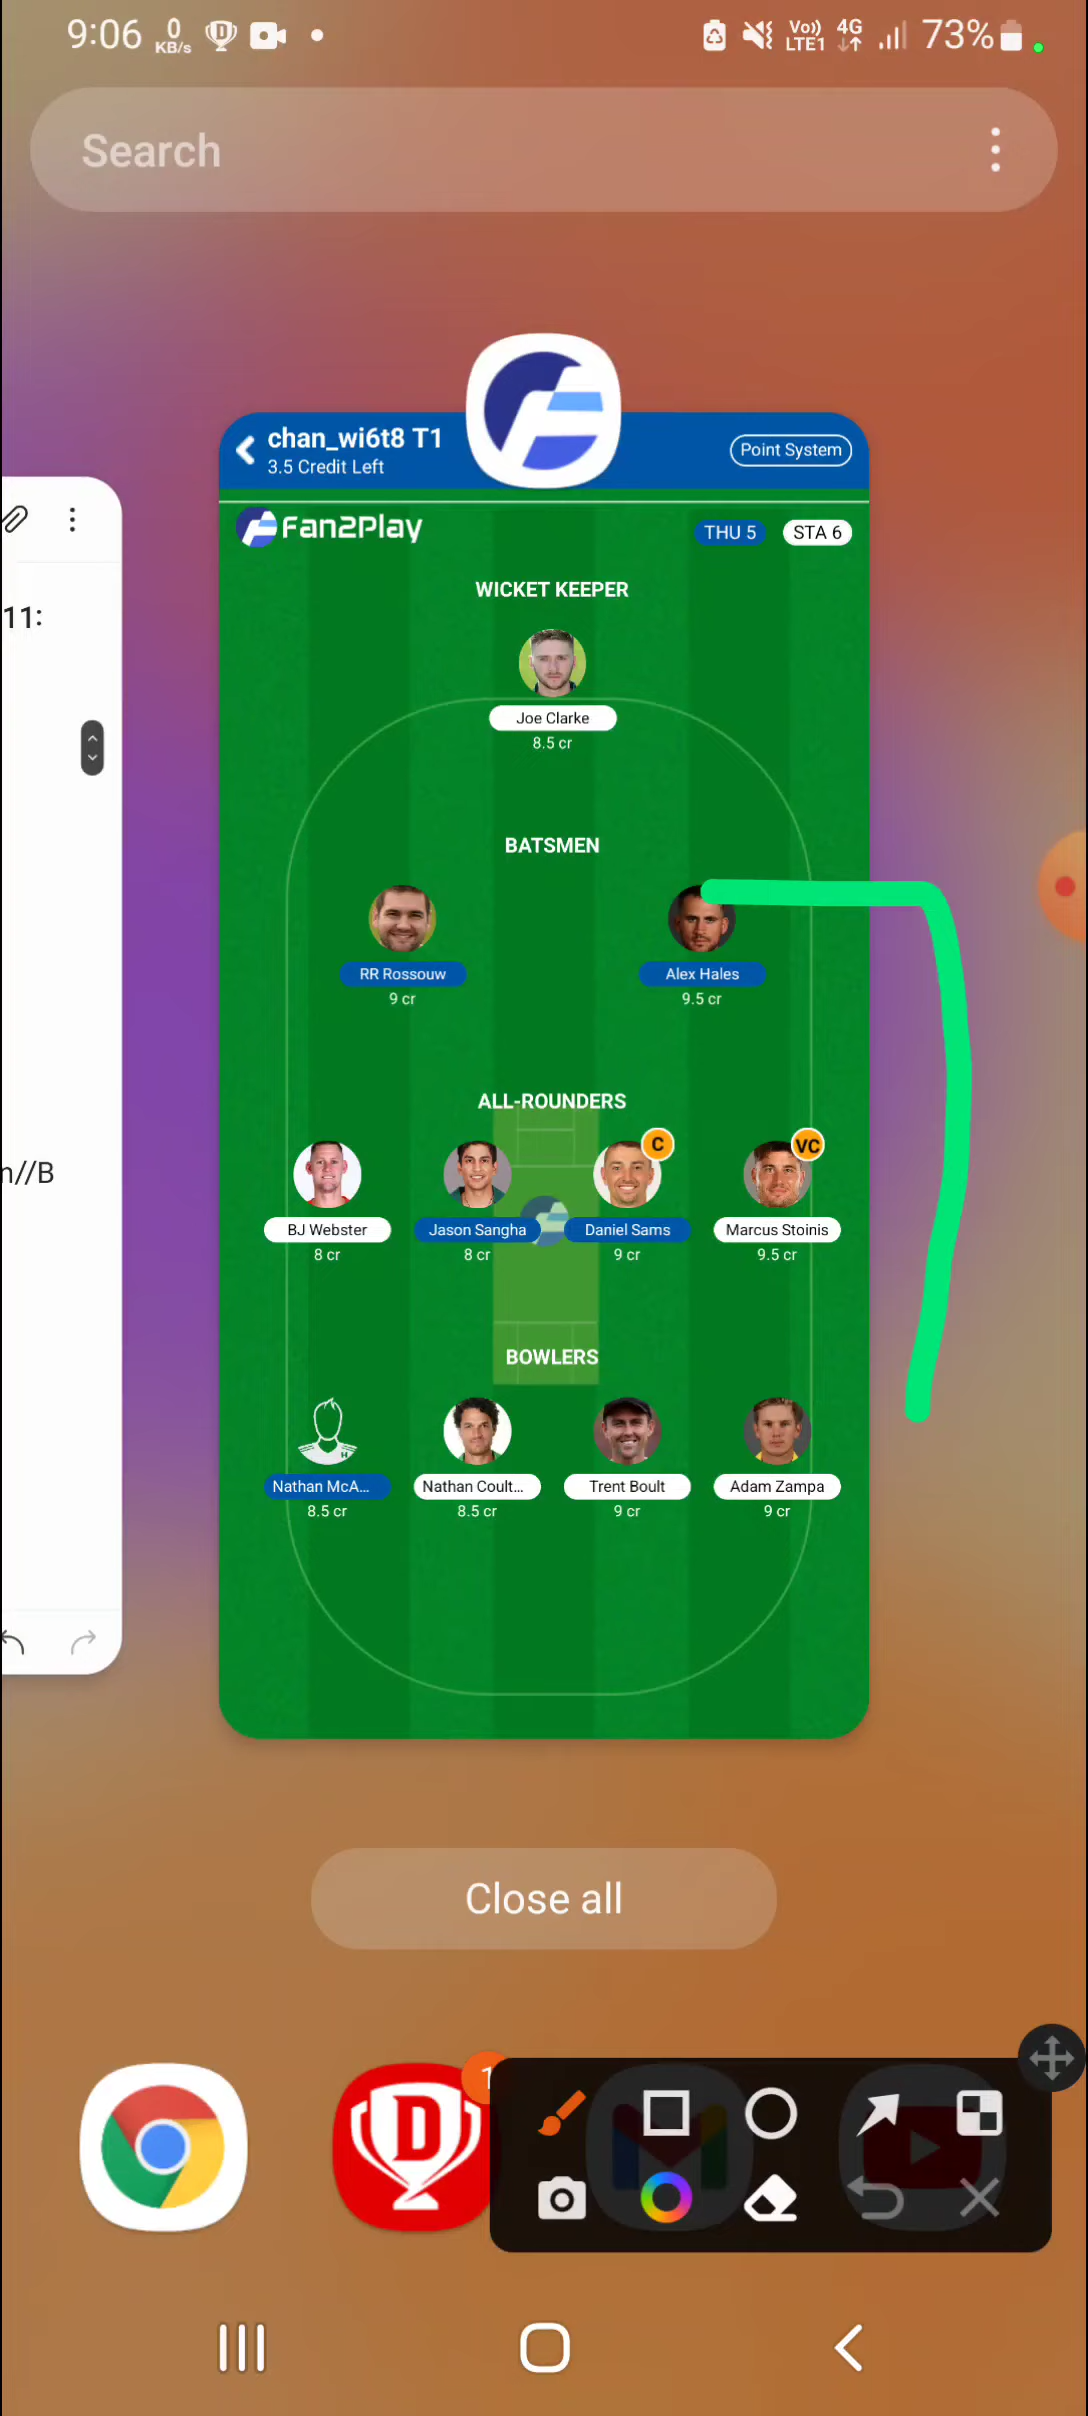 9:06 0 KB/s Vo)) LTE1 4G 73%
Search
chan_wi6t8 T1
3.5 Credit Left
Point System
Fan2Play
THU 5 STA 6
11:
WICKET KEEPER
Joe Clarke
8.5 cr
BATSMEN
RR Rossouw Alex Hales
9 cr 9.5 cr
ALL-ROUNDERS
C VC
n//B
BJ Webster Jason Sangha Daniel Sams Marcus Stoinis
8 cr 8 cr 9 cr 9.5 cr
BOWLERS
Nathan McA... Nathan Coult... Trent Boult Adam Zampa
8.5 cr 8.5 cr 9 cr 9 cr
Close all
1
D